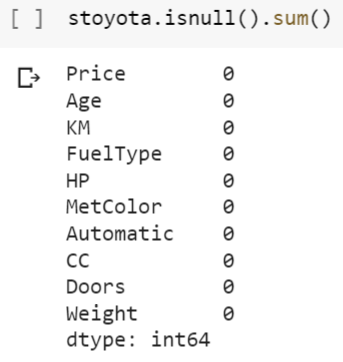 [ ] stoyota.isnull().sum()
Price 0
Age 0
KM 0
FuelType 0
HP 0
MetColor 0
Automatic 0
CC 0
Doors 0
Weight 0
dtype: int64